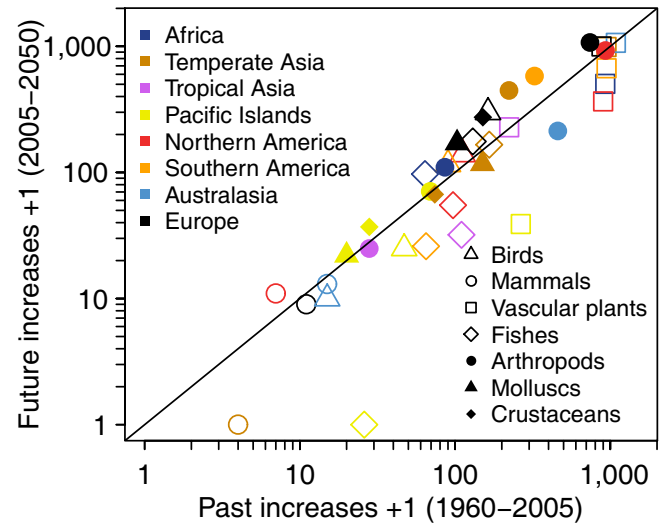 Future increases +1 (2005−2050)
1,000
100
10
1
Africa
Temperate Asia
Tropical Asia
Pacific Islands
Northern America
Southern America
Australasia
Europe
Birds
Mammals
Vascular plants
Fishes
Arthropods
Molluscs
Crustaceans
1 10 100 1,000
Past increases +1 (1960−2005)